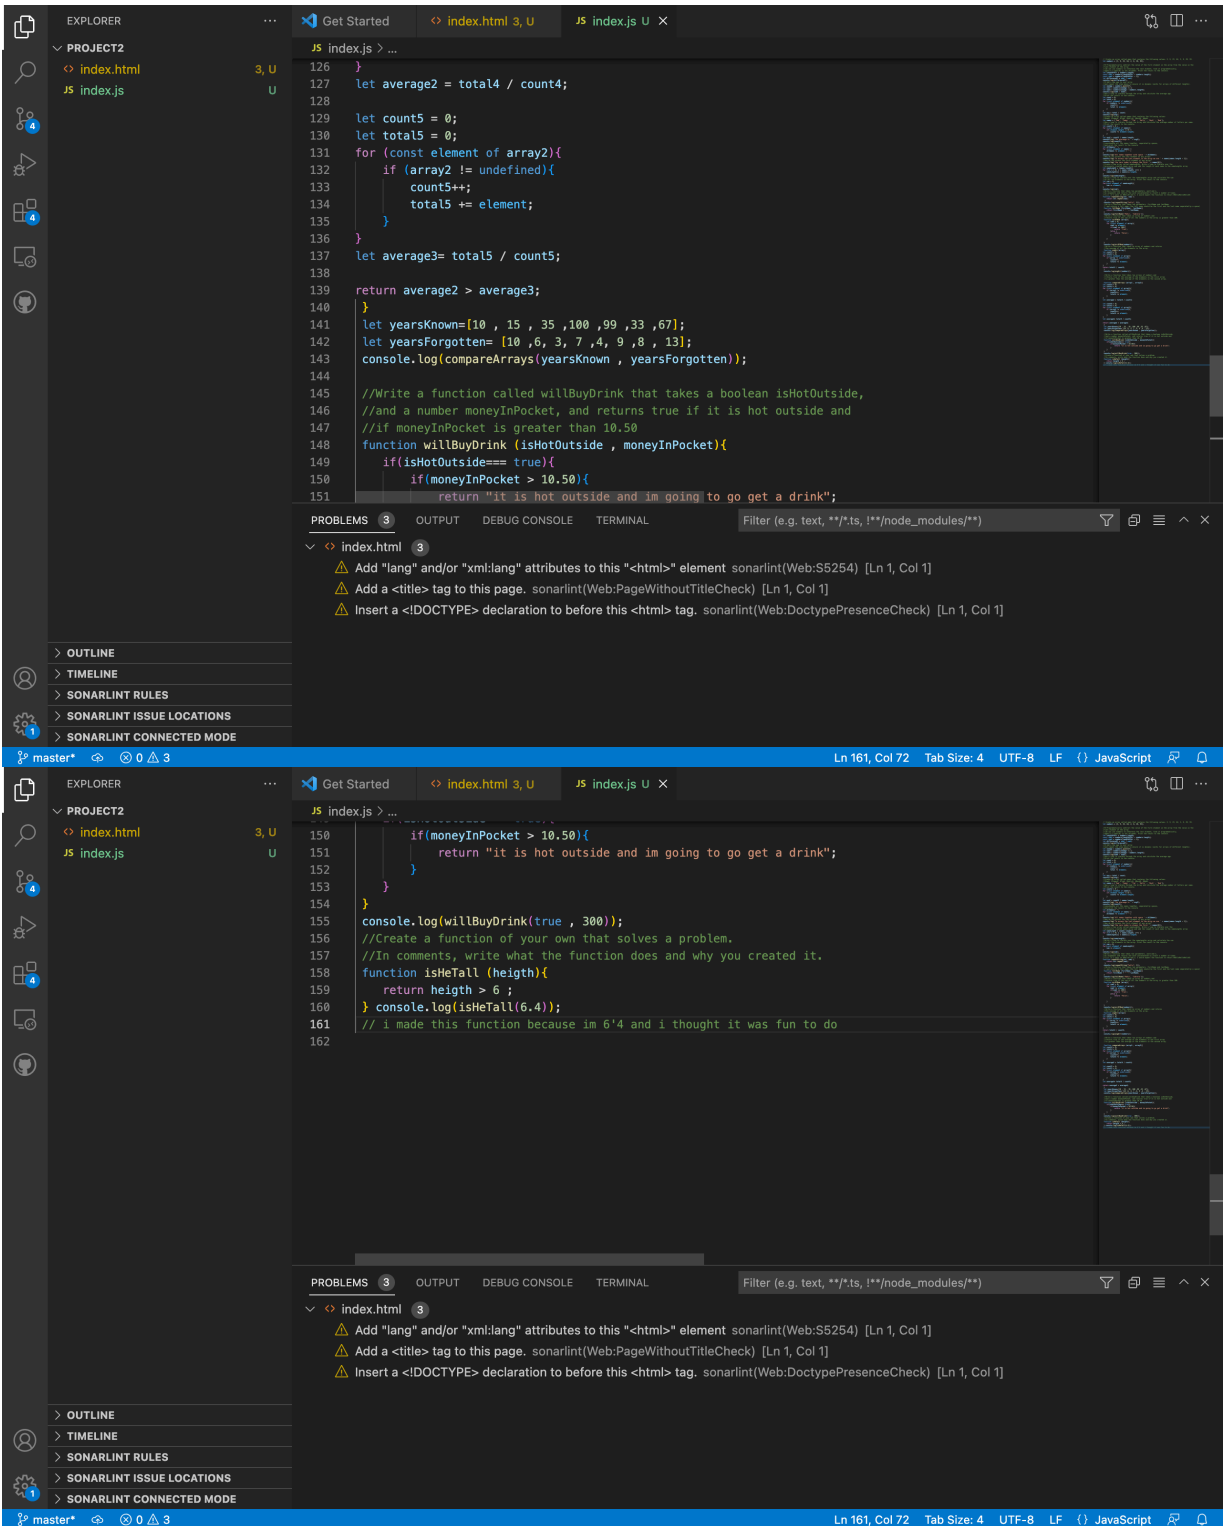 EXPLORER
Get Started
index.html 3, U
JS index.js U
PROJECT2
JS index.js > ...
index.html 3, U
JS index.js U
126 }
127 let average2 = total4 / count4;
128
129 let count5 = 0;
130 let total5 = 0;
131 for (const element of array2){
132 if (array2 != undefined){
133 count5++;
134 total5 += element;
135 }
136 }
137 let average3= total5 / count5;
138
139 return average2 > average3;
140 }
141 let yearsKnown=[10 , 15 , 35 ,100 ,99 ,33 ,67];
142 let yearsForgotten= [10 ,6, 3, 7 ,4, 9 ,8 , 13];
143 console.log(compareArrays(yearsKnown , yearsForgotten));
144
145 //Write a function called willBuyDrink that takes a boolean isHotOutside,
146 //and a number moneyInPocket, and returns true if it is hot outside and
147 //if moneyInPocket is greater than 10.50
148 function willBuyDrink (isHotOutside , moneyInPocket){
149 if(isHotOutside=== true){
150 if(moneyInPocket > 10.50){
151 return "it is hot outside and im going to go get a drink";
PROBLEMS 3 OUTPUT DEBUG CONSOLE TERMINAL Filter (e.g. text, **/*.ts, !**/node_modules/**)
index.html 3
Add "lang" and/or "xml:lang" attributes to this "<html>" element sonarlint(Web:S5254) [Ln 1, Col 1]
Add a <title> tag to this page. sonarlint(Web:PageWithoutTitleCheck) [Ln 1, Col 1]
Insert a <!DOCTYPE> declaration to before this <html> tag. sonarlint(Web:DoctypePresenceCheck) [Ln 1, Col 1]
OUTLINE
TIMELINE
SONARLINT RULES
SONARLINT ISSUE LOCATIONS
SONARLINT CONNECTED MODE
4
4
1
master* 0 3 Ln 161, Col 72 Tab Size: 4 UTF-8 LF {} JavaScript
EXPLORER
Get Started
index.html 3, U
JS index.js U
PROJECT2
JS index.js > ...
index.html 3, U
JS index.js U
150 if(moneyInPocket > 10.50){
151 return "it is hot outside and im going to go get a drink";
152 }
153 }
154 }
155 console.log(willBuyDrink(true , 300));
156 //Create a function of your own that solves a problem.
157 //In comments, write what the function does and why you created it.
158 function isHeTall (heigth){
159 return heigth > 6 ;
160 } console.log(isHeTall(6.4));
161 // i made this function because im 6'4 and i thought it was fun to do
162
PROBLEMS 3 OUTPUT DEBUG CONSOLE TERMINAL Filter (e.g. text, **/*.ts, !**/node_modules/**)
index.html 3
Add "lang" and/or "xml:lang" attributes to this "<html>" element sonarlint(Web:S5254) [Ln 1, Col 1]
Add a <title> tag to this page. sonarlint(Web:PageWithoutTitleCheck) [Ln 1, Col 1]
Insert a <!DOCTYPE> declaration to before this <html> tag. sonarlint(Web:DoctypePresenceCheck) [Ln 1, Col 1]
OUTLINE
TIMELINE
SONARLINT RULES
SONARLINT ISSUE LOCATIONS
SONARLINT CONNECTED MODE
4
4
1
master* 0 3 Ln 161, Col 72 Tab Size: 4 UTF-8 LF {} JavaScript